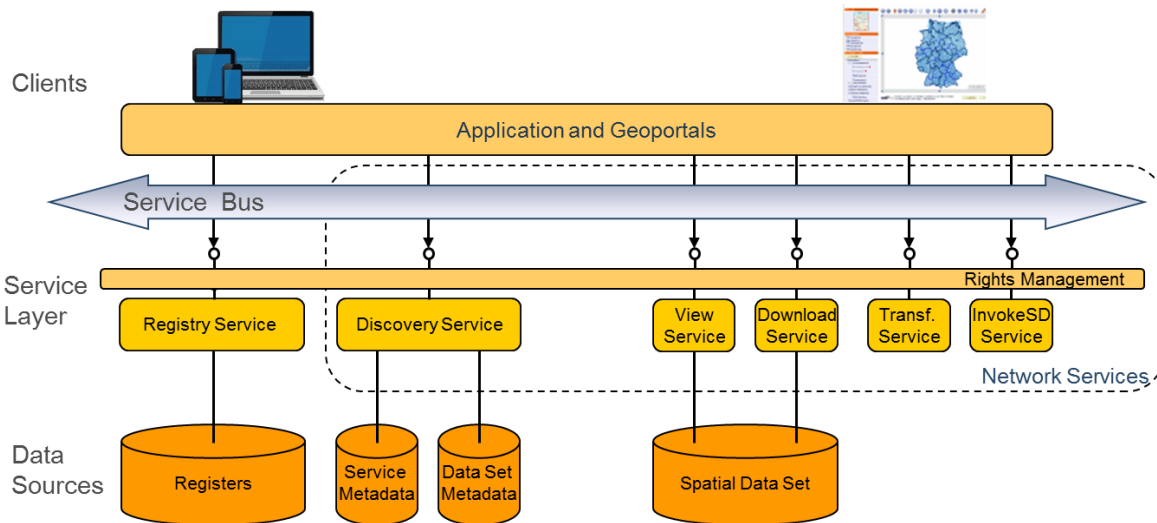 Clients
Application and Geoportals
Service Bus
Service
Layer
Rights Management
Registry Service
Discovery Service
View
Service
Download
Service
Transf.
Service
InvokeSD
Service
Network Services
Data
Sources
Registers
Service
Metadata
Data Set
Metadata
Spatial Data Set